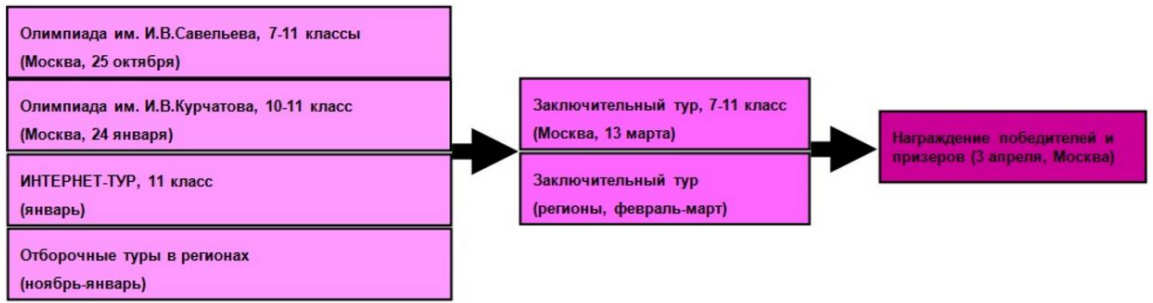 Олимпиада им. И.В.Савельева, 7-11 классы
(Москва, 25 октября)
Олимпиада им. И.В.Курчатова, 10-11 класс
(Москва, 24 января)
ИНТЕРНЕТ-ТУР, 11 класс
(январь)
Отборочные туры в регионах
(ноябрь-январь)
Заключительный тур, 7-11 класс
(Москва, 13 марта)
Заключительный тур
(регионы, февраль-март)
Награждение победителей и
призеров (3 апреля, Москва)